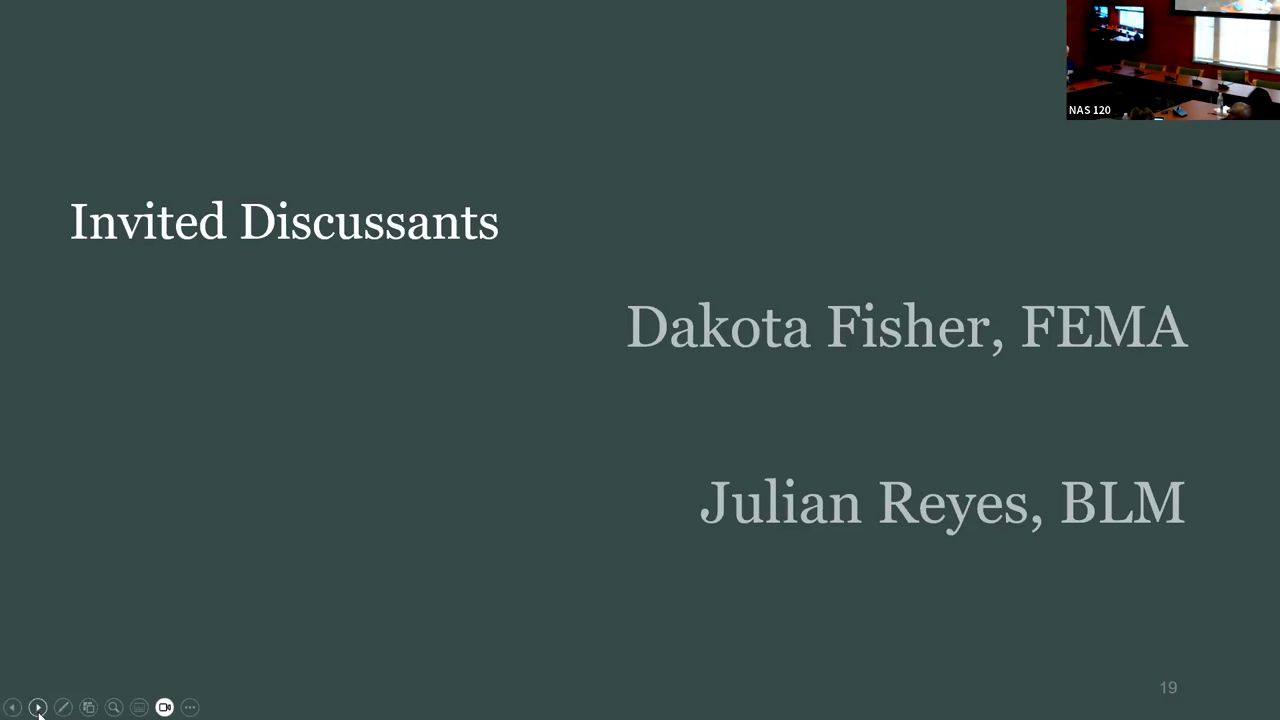 NAS 120
Invited Discussants
Dakota Fisher, FEMA
Julian Reyes, BLM
19